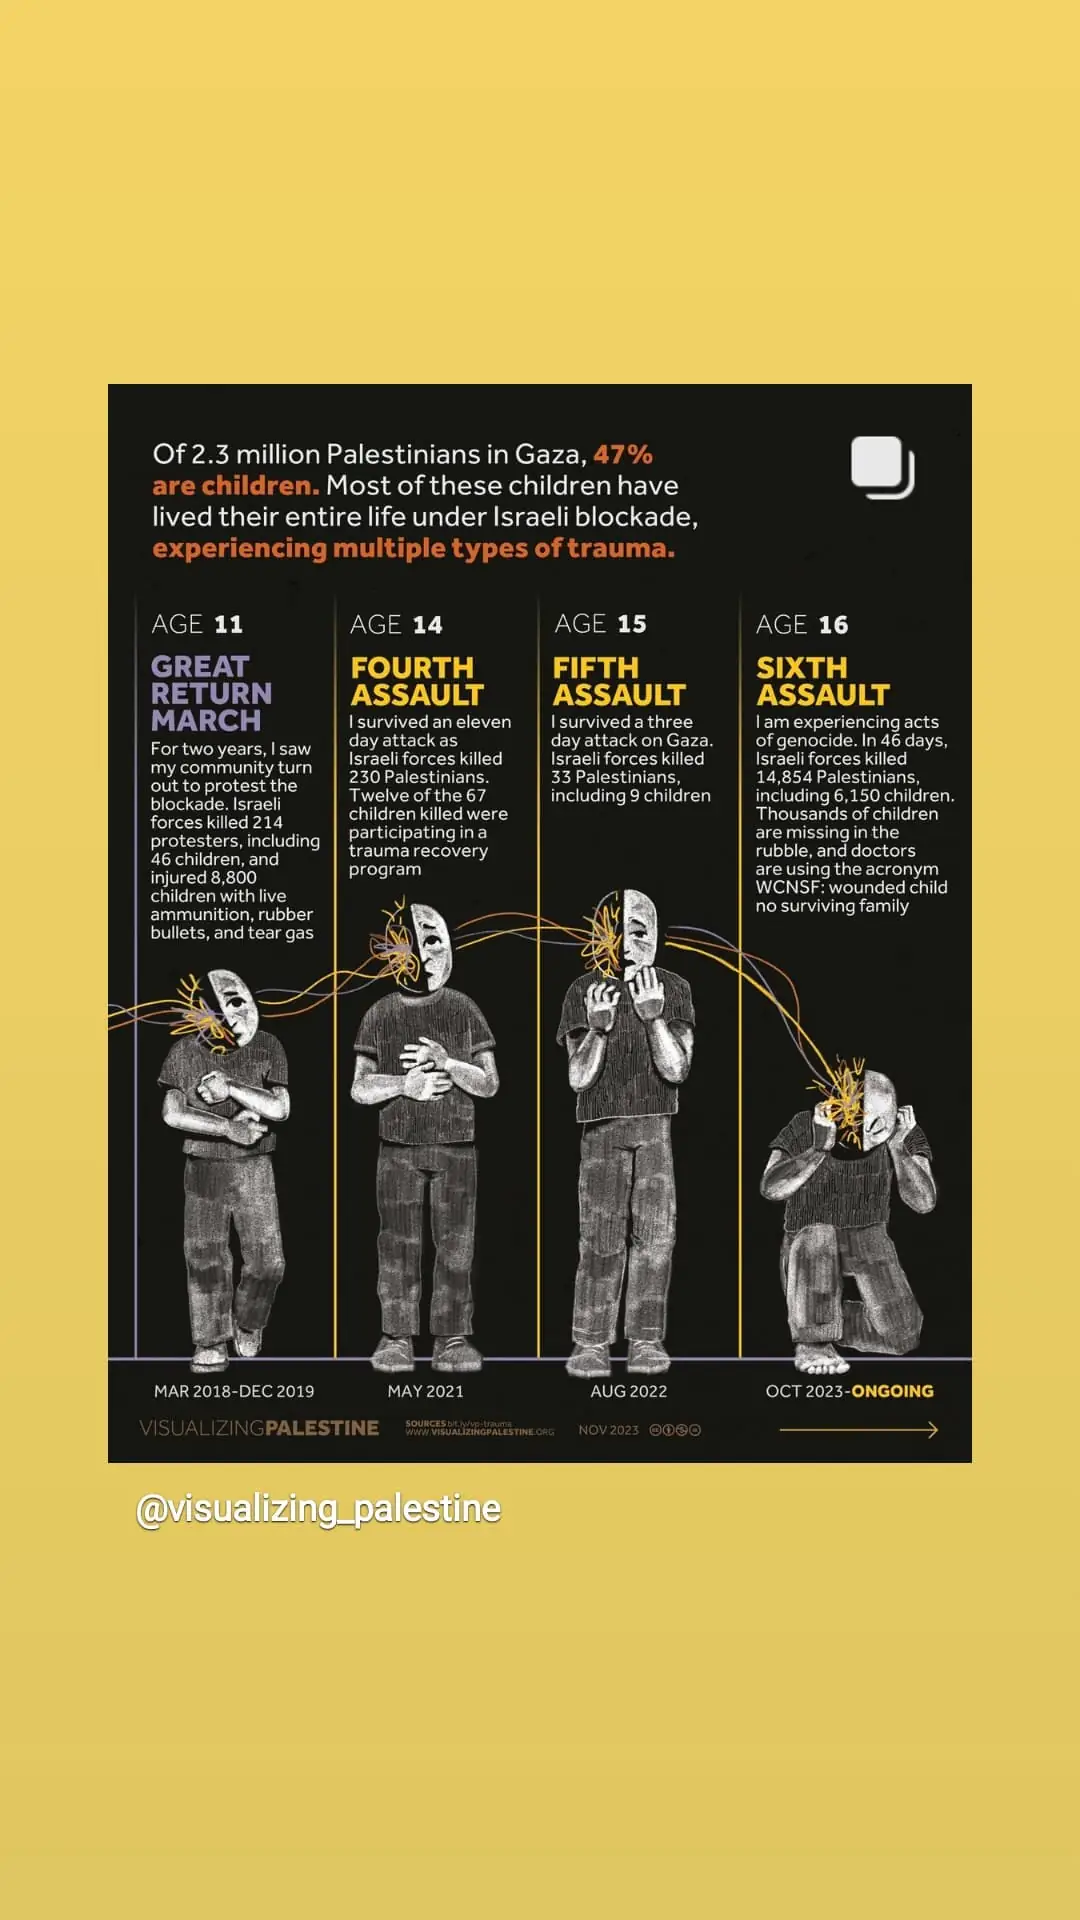 Of 2.3 million Palestinians in Gaza, 47%
are children. Most of these children have
lived their entire life under Israeli blockade,
experiencing multiple types of trauma.
AGE 11
GREAT
RETURN
MARCH
For two years, I saw
my community turn
out to protest the
blockade. Israeli
forces killed 214
protesters, including
46 children, and
injured 8,800
children with live
ammunition, rubber
bullets, and tear gas
MAR 2018-DEC 2019
AGE 14
FOURTH
ASSAULT
I survived an eleven
day attack as
Israeli forces killed
230 Palestinians.
Twelve of the 67
children killed were
participating in a
trauma recovery
program
MAY 2021
AGE 15
FIFTH
ASSAULT
I survived a three
day attack on Gaza.
Israeli forces killed
33 Palestinians,
including 9 children
AUG 2022
AGE 16
SIXTH
ASSAULT
I am experiencing acts
of genocide. In 46 days,
Israeli forces killed
14,854 Palestinians,
including 6,150 children.
Thousands of children
are missing in the
rubble, and doctors
are using the acronym
WCNSF: wounded child
no surviving family
OCT 2023-ONGOING
VISUALIZINGPALESTINE
SOURCES bit.ly/vp-trauma
WWW.VISUALIZINGPALESTINE.ORG
NOV 2023
@visualizing_palestine